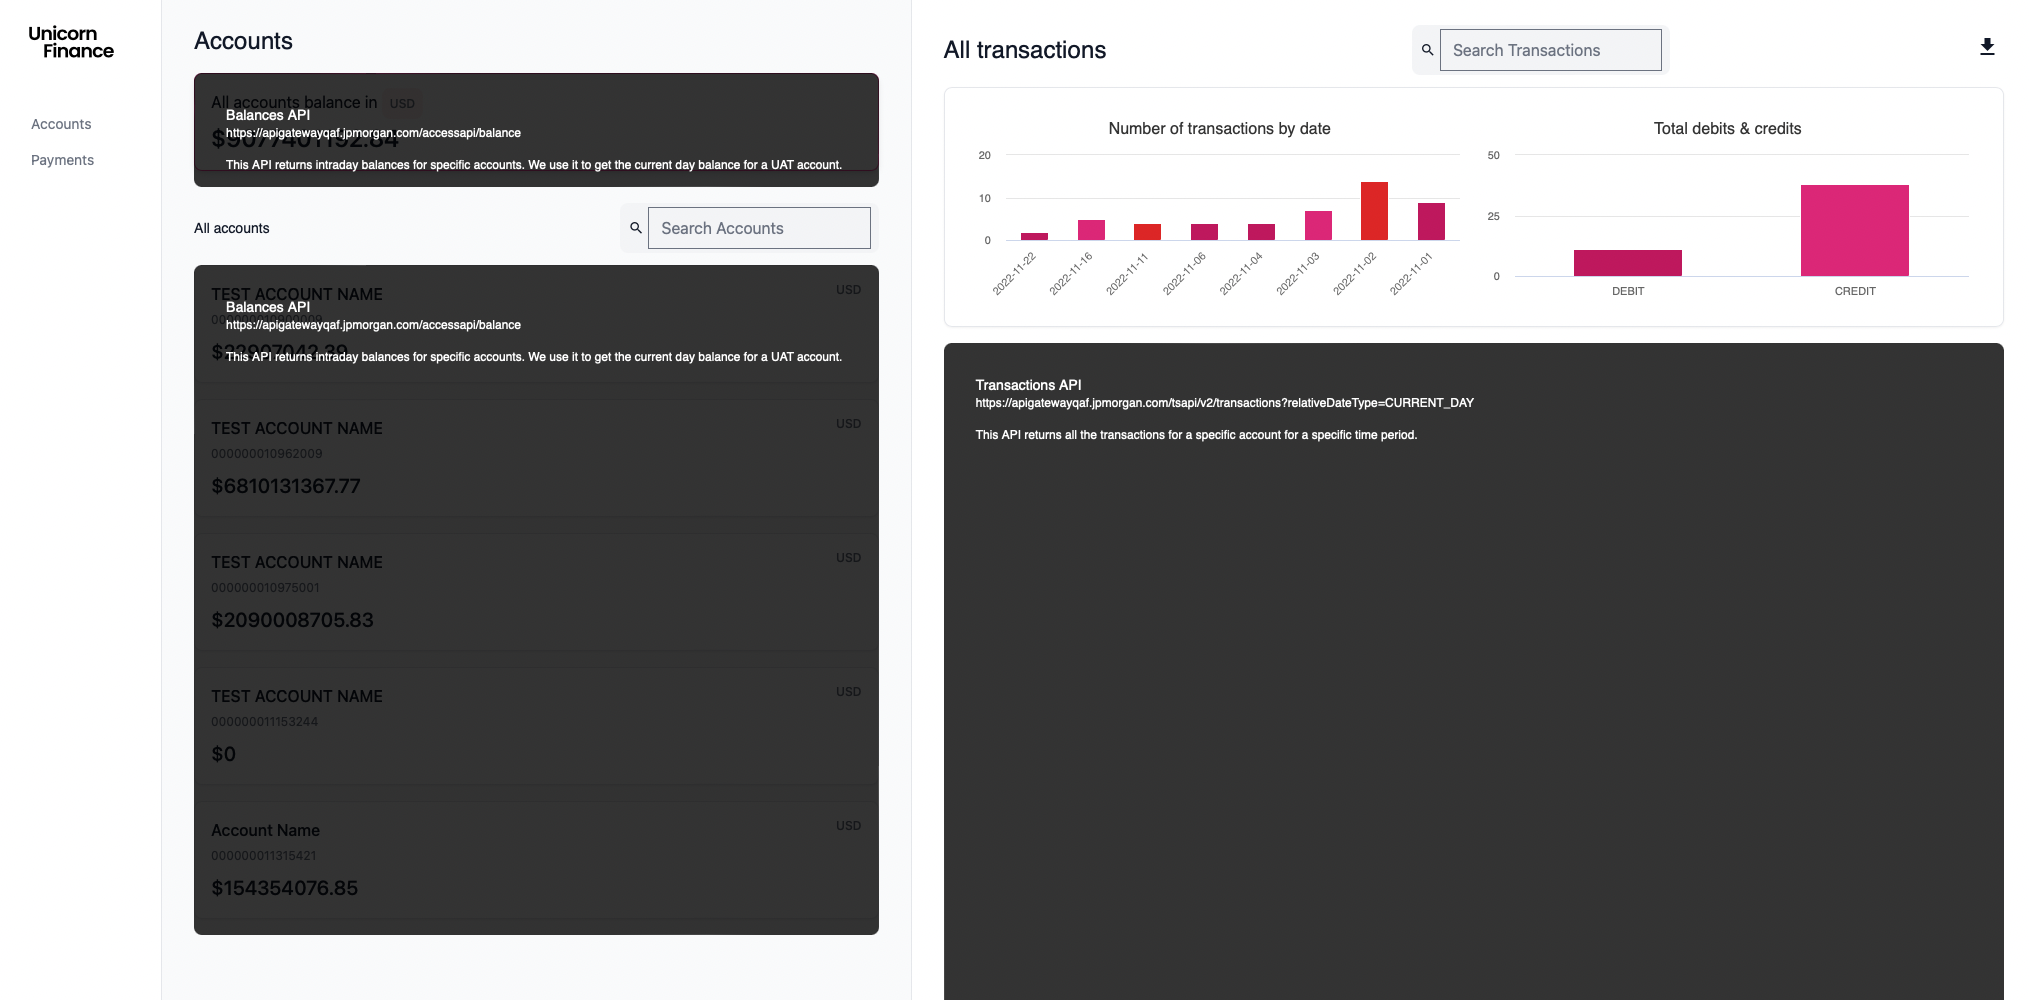 Unicorn
Finance
Accounts
Payments
Accounts
All accounts balance in USD
$9077401192.84
Balances API
https://apigatewayqaf.jpmorgan.com/accessapi/balance
This API returns intraday balances for specific accounts. We use it to get the current day balance for a UAT account.
All accounts
Search Accounts
TEST ACCOUNT NAME
USD
Balances API
https://apigatewayqaf.jpmorgan.com/accessapi/balance
This API returns intraday balances for specific accounts. We use it to get the current day balance for a UAT account.
TEST ACCOUNT NAME
USD
000000010962009
$6810131367.77
TEST ACCOUNT NAME
USD
000000010975001
$2090008705.83
TEST ACCOUNT NAME
USD
000000011153244
$0
Account Name
USD
000000011315421
$154354076.85
All transactions
Search Transactions
Number of transactions by date
20
10
0
2022-11-22
2022-11-16
2022-11-11
2022-11-06
2022-11-04
2022-11-03
2022-11-02
2022-11-01
Total debits & credits
50
25
0
DEBIT
CREDIT
Transactions API
https://apigatewayqaf.jpmorgan.com/tsapi/v2/transactions?relativeDateType=CURRENT_DAY
This API returns all the transactions for a specific account for a specific time period.